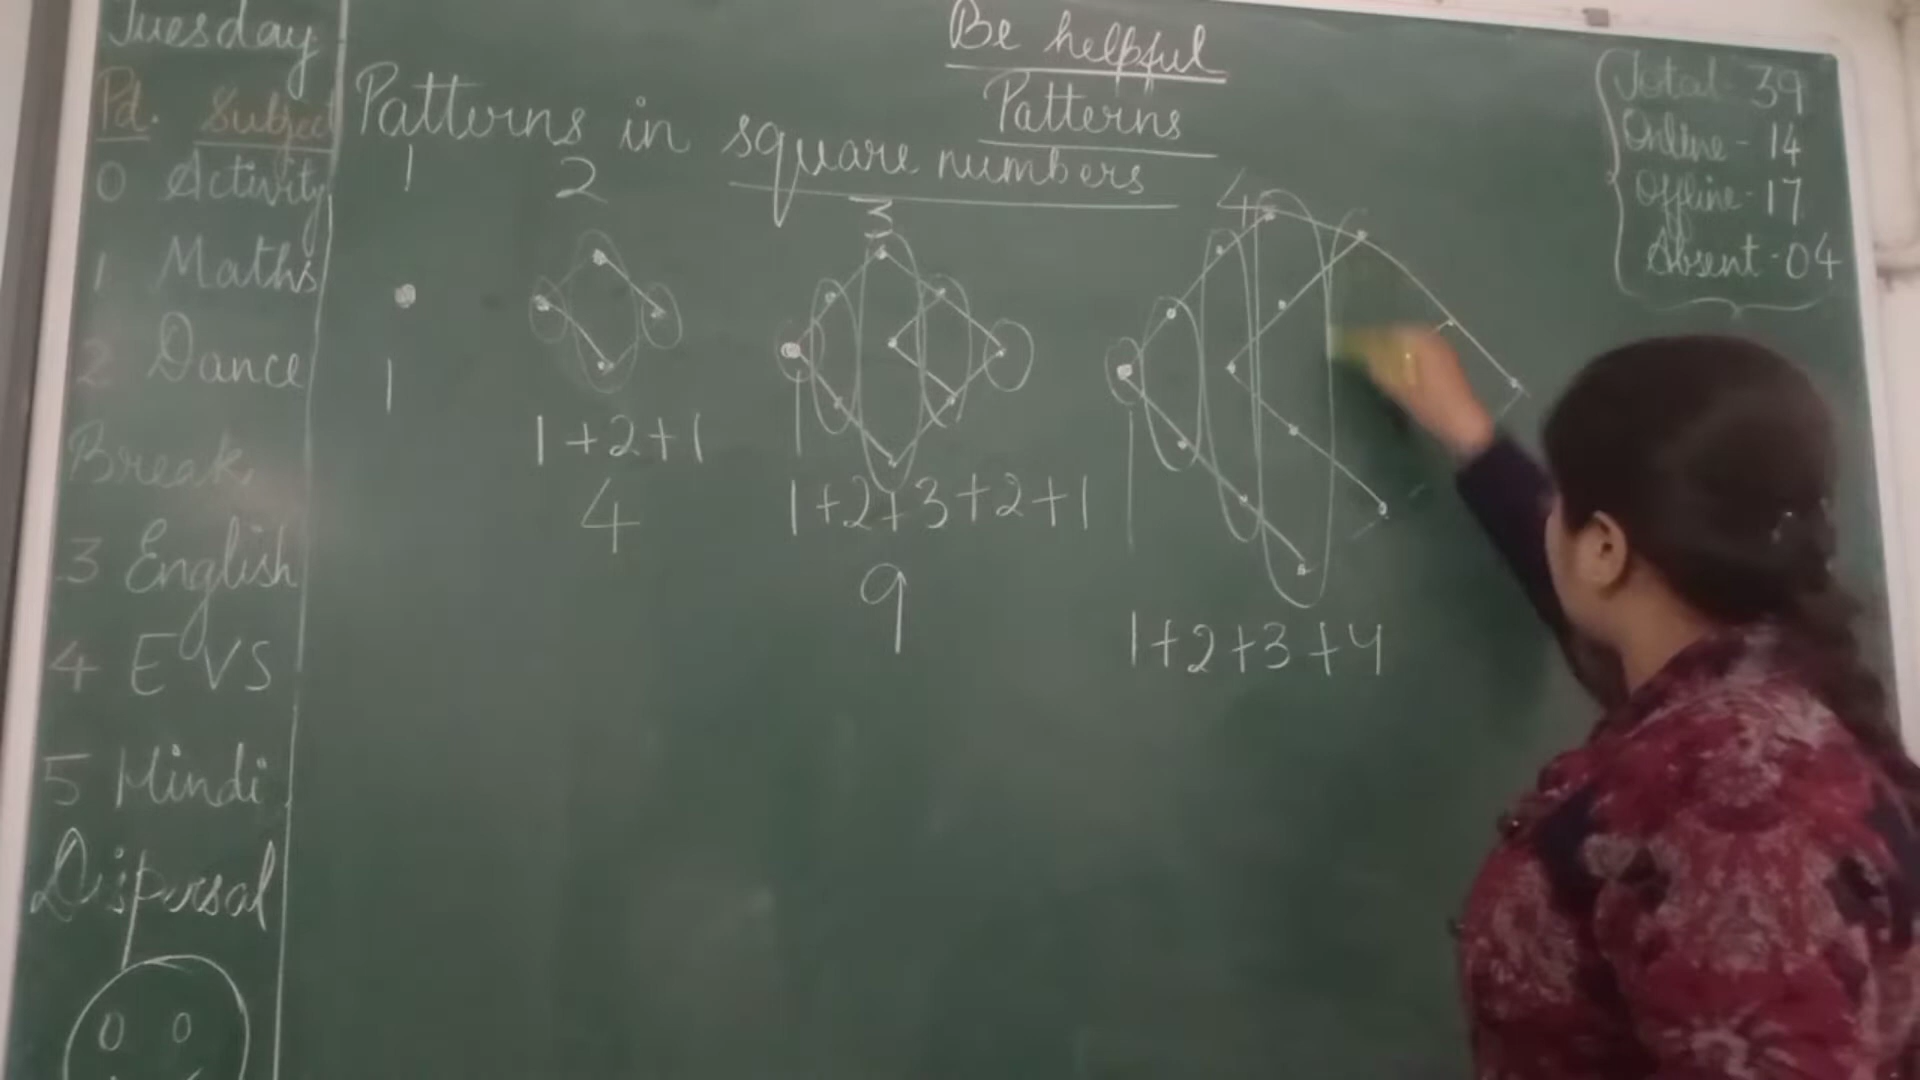 Tuesday
Pd. Subject
0 Activity
1 Maths
2 Dance
Break
3 English
4 EVS
5 Hindi
Dispersal
Be helpful
Patterns
Patterns in square numbers
1 2 3 4
1
1+2+1
4
1+2+3+2+1
9
1+2+3+4
Total - 39
Online - 14
Offline - 17
Absent - 04